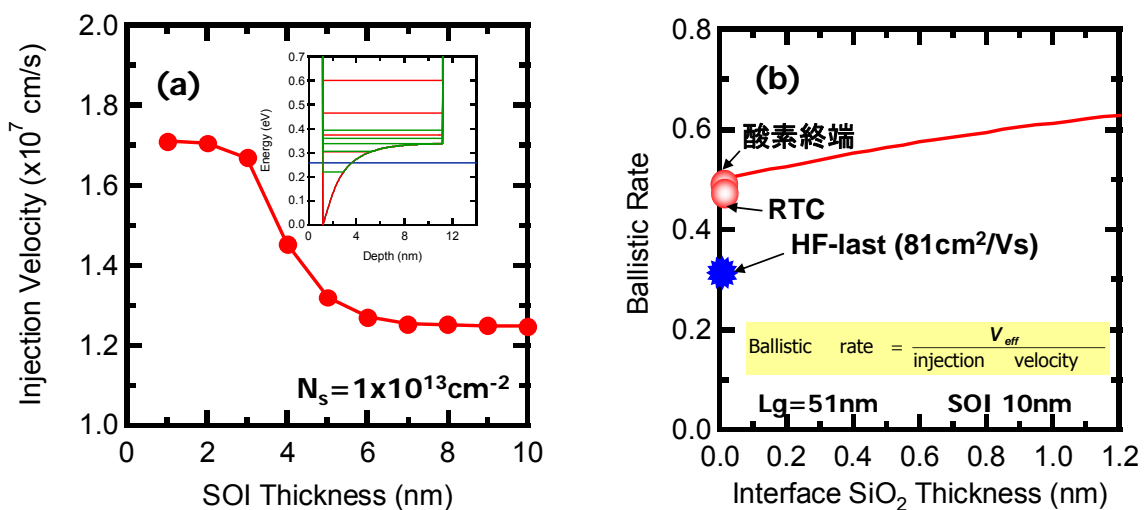 (a)
Injection Velocity (x10⁷ cm/s)
2.0
1.8
1.6
1.4
1.2
1.0
0
2
4
6
8
10
SOI Thickness (nm)
Nₛ=1x10¹³cm⁻²
Energy (eV)
0.7
0.6
0.5
0.4
0.3
0.2
0.1
0.0
0
4
8
12
Depth (nm)
(b)
Ballistic Rate
0.8
0.6
0.4
0.2
0.0
酸素終端
RTC
HF-last (81cm²/Vs)
Ballistic rate = V_eff / injection velocity
Lg=51nm SOI 10nm
0.0
0.2
0.4
0.6
0.8
1.0
1.2
Interface SiO₂ Thickness (nm)